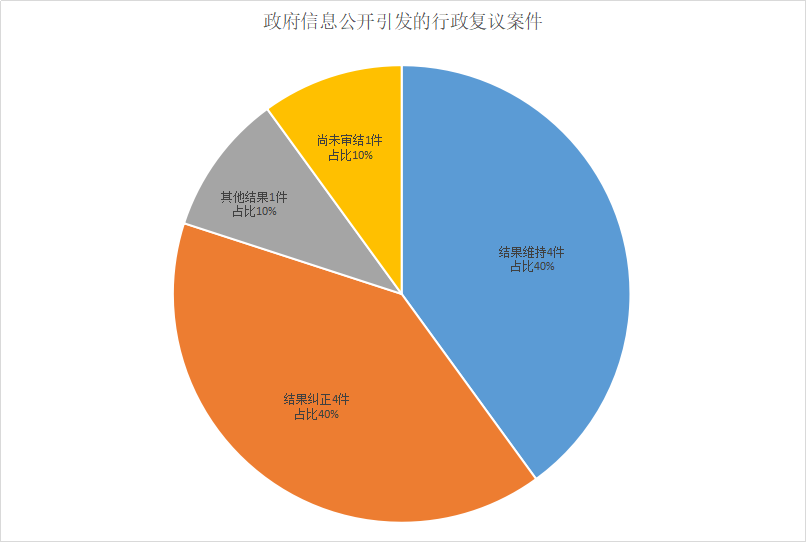 政府信息公开引发的行政复议案件
尚未审结1件
占比10%
其他结果1件
占比10%
结果维持4件
占比40%
结果纠正4件
占比40%